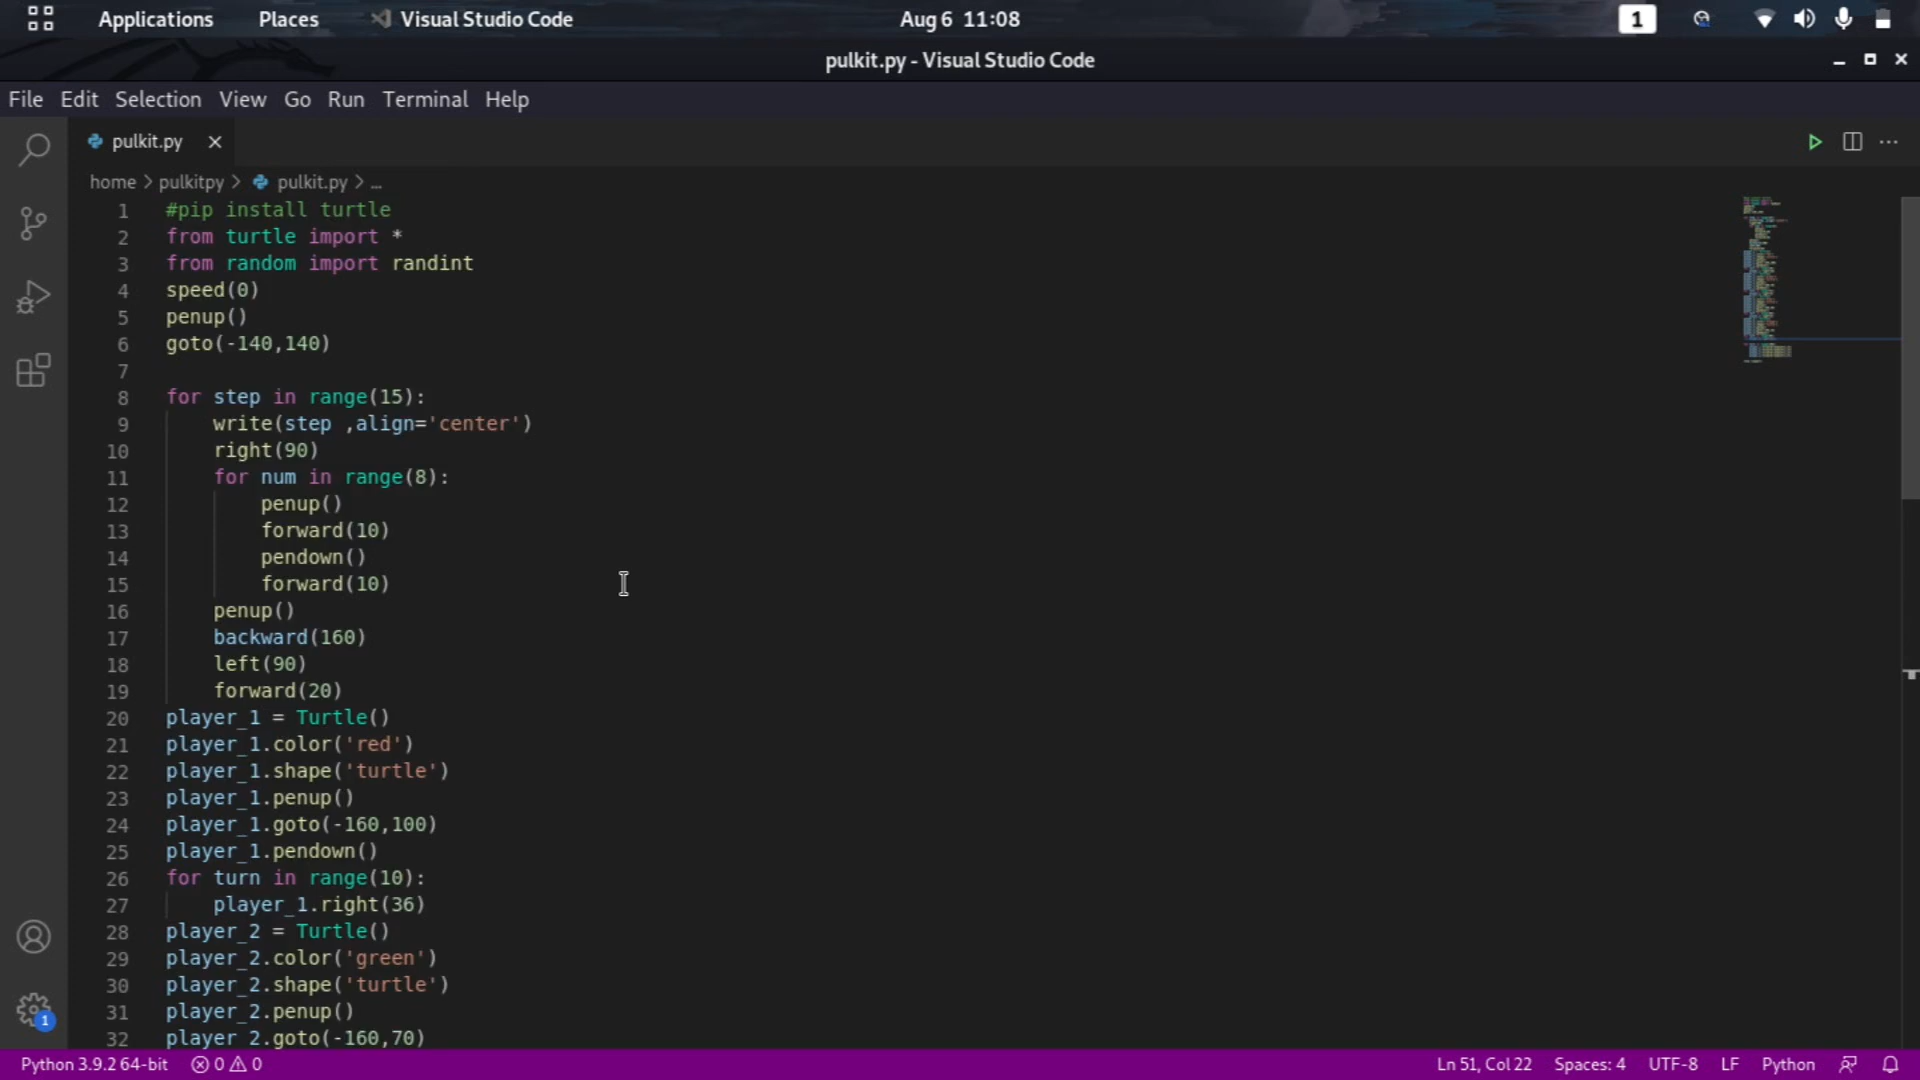 Applications Places Visual Studio Code Aug 6 11:08 1
pulkit.py - Visual Studio Code
File Edit Selection View Go Run Terminal Help
pulkit.py
home > pulkitpy > pulkit.py > ...
1 #pip install turtle
2 from turtle import *
3 from random import randint
4 speed(0)
5 penup()
6 goto(-140,140)
7
8 for step in range(15):
9 write(step ,align='center')
10 right(90)
11 for num in range(8):
12 penup()
13 forward(10)
14 pendown()
15 forward(10)
16 penup()
17 backward(160)
18 left(90)
19 forward(20)
20 player_1 = Turtle()
21 player_1.color('red')
22 player_1.shape('turtle')
23 player_1.penup()
24 player_1.goto(-160,100)
25 player_1.pendown()
26 for turn in range(10):
27 player_1.right(36)
28 player_2 = Turtle()
29 player_2.color('green')
30 player_2.shape('turtle')
31 player_2.penup()
32 player_2.goto(-160,70)
1
Python 3.9.2 64-bit 0 0 Ln 51, Col 22 Spaces: 4 UTF-8 LF Python